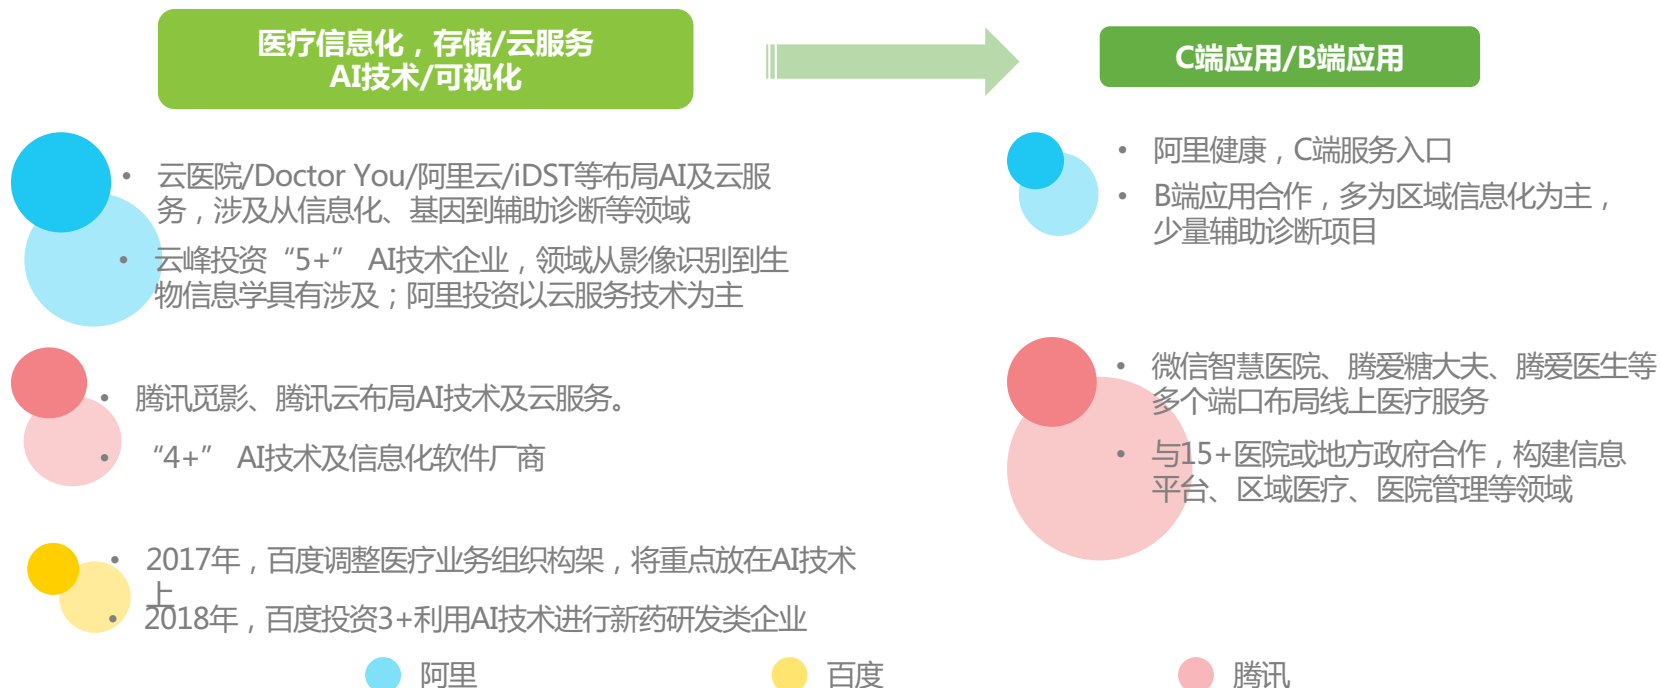 医疗信息化，存储/云服务
AI技术/可视化
C端应用/B端应用
• 云医院/Doctor You/阿里云/iDST等布局AI及云服
务，涉及从信息化、基因到辅助诊断等领域
• 云峰投资“5+” AI技术企业，领域从影像识别到生
物信息学具有涉及；阿里投资以云服务技术为主
• 阿里健康，C端服务入口
• B端应用合作，多为区域信息化为主，
少量辅助诊断项目
• 腾讯觅影、腾讯云布局AI技术及云服务。
• “4+” AI技术及信息化软件厂商
• 微信智慧医院、腾爱糖大夫、腾爱医生等
多个端口布局线上医疗服务
• 与15+医院或地方政府合作，构建信息
平台、区域医疗、医院管理等领域
• 2017年，百度调整医疗业务组织构架，将重点放在AI技术
上
• 2018年，百度投资3+利用AI技术进行新药研发类企业
阿里
百度
腾讯